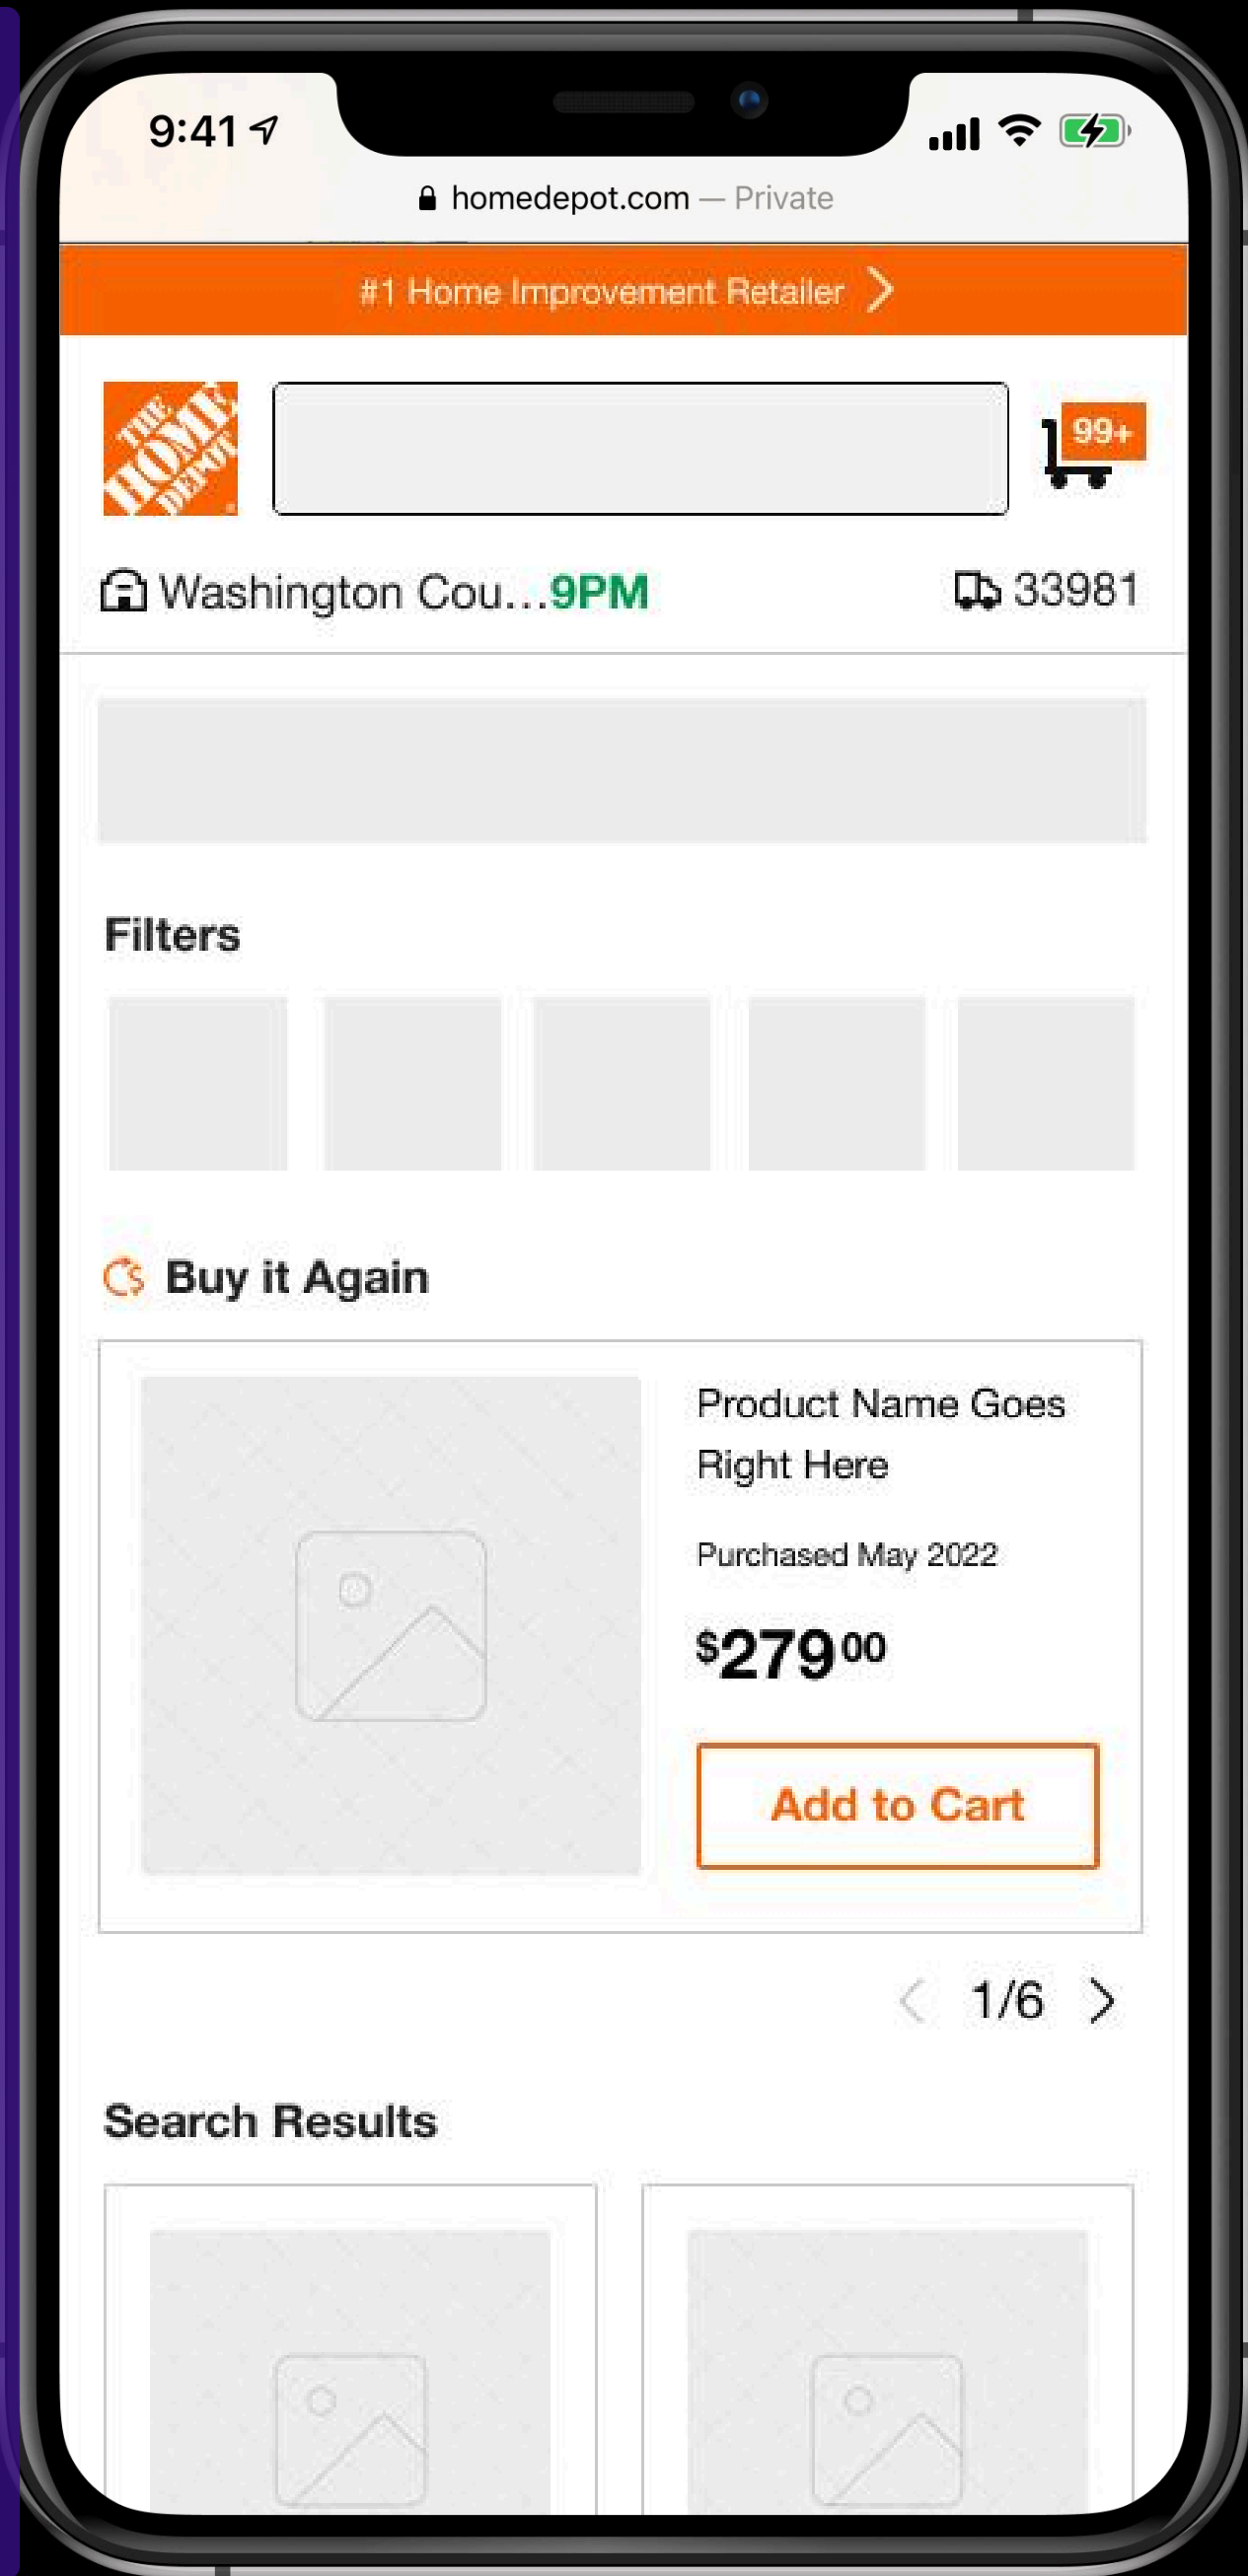 9:41
homedepot.com — Private
#1 Home Improvement Retailer
THE
HOME
DEPOT
99+
Washington Cou...9PM
33981
Filters
Buy it Again
Product Name Goes
Right Here
Purchased May 2022
$279 00
Add to Cart
1/6
Search Results